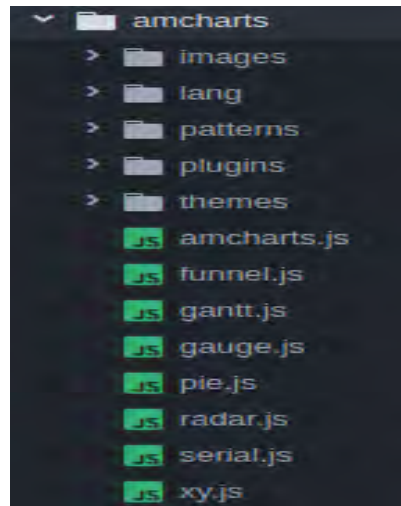 amcharts
images
lang
patterns
plugins
themes
JS amcharts.js
JS funnel.js
JS gantt.js
JS gauge.js
JS pie.js
JS radar.js
JS serial.js
JS xy.js